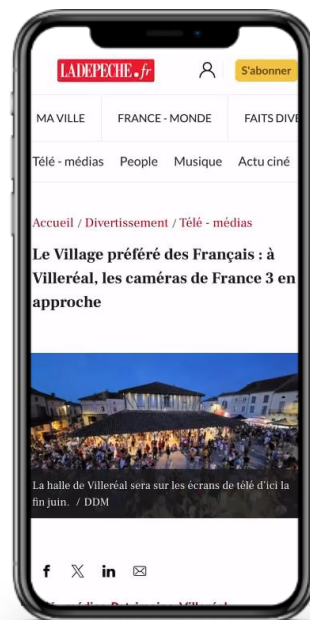 LADEPECHE.fr
S'abonner
MA VILLE FRANCE - MONDE FAITS DIVE
Télé - médias People Musique Actu ciné
Accueil / Divertissement / Télé - médias
Le Village préféré des Français : à
Villeréal, les caméras de France 3 en
approche
La halle de Villeréal sera sur les écrans de télé d'ici la
fin juin. / DDM
f X in